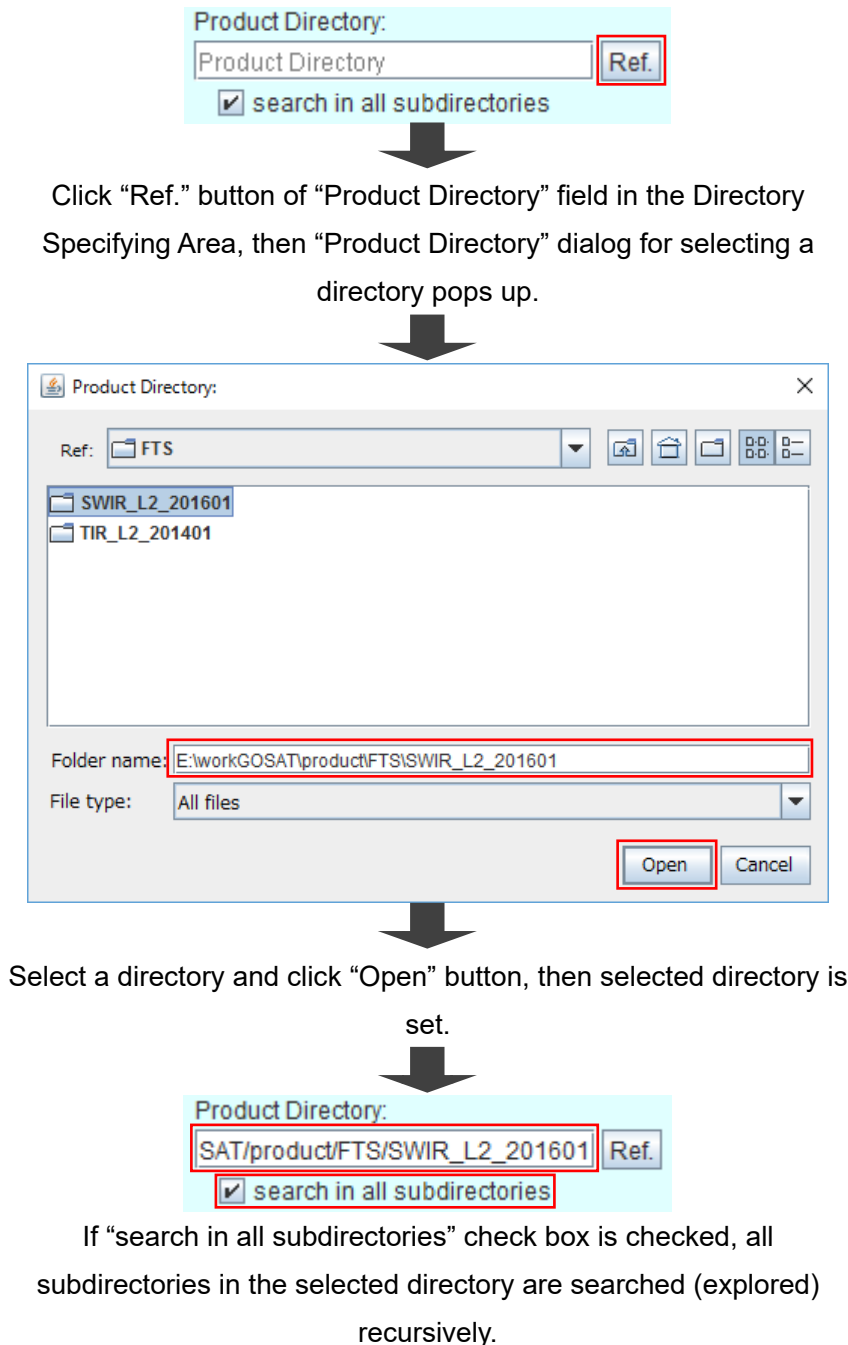 Product Directory:
Product Directory Ref.
search in all subdirectories
Click “Ref.” button of “Product Directory” field in the Directory
Specifying Area, then “Product Directory” dialog for selecting a
directory pops up.
Product Directory:
Ref: FTS
SWIR_L2_201601
TIR_L2_201401
Folder name: E:\workGOSAT\product\FTS\SWIR_L2_201601
File type: All files
Open Cancel
Select a directory and click “Open” button, then selected directory is
set.
Product Directory:
SAT/product/FTS/SWIR_L2_201601 Ref.
search in all subdirectories
If “search in all subdirectories” check box is checked, all
subdirectories in the selected directory are searched (explored)
recursively.